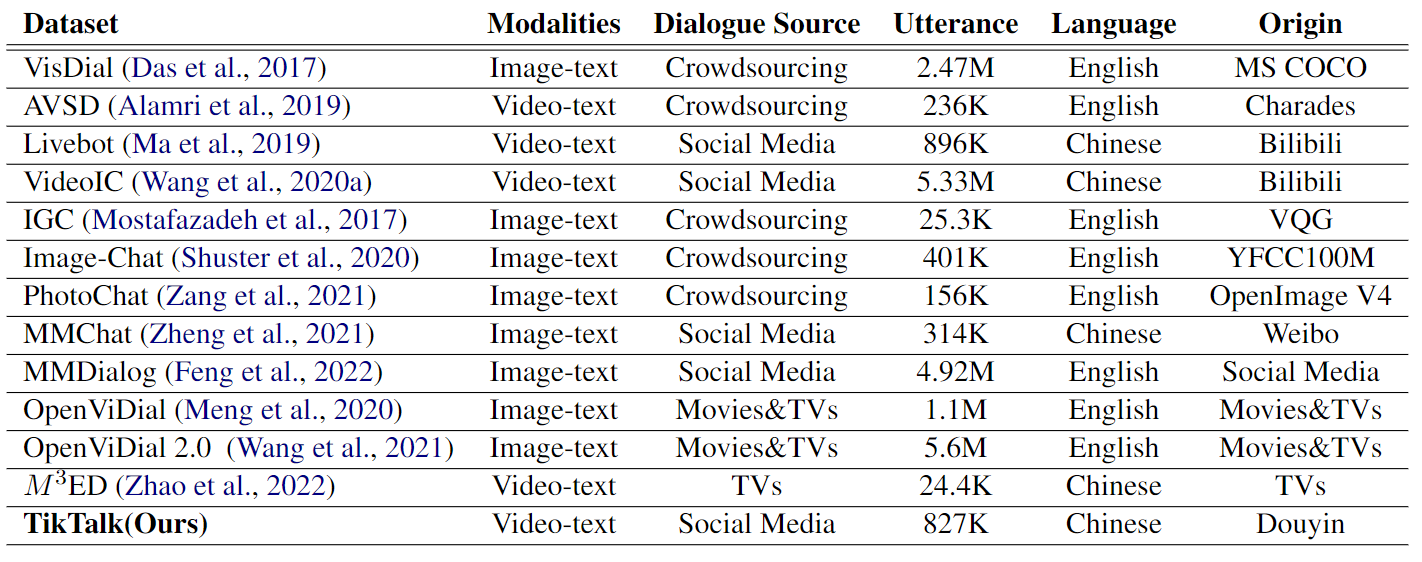 Dataset Modalities Dialogue Source Utterance Language Origin
VisDial (Das et al., 2017) Image-text Crowdsourcing 2.47M English MS COCO
AVSD (Alamri et al., 2019) Video-text Crowdsourcing 236K English Charades
Livebot (Ma et al., 2019) Video-text Social Media 896K Chinese Bilibili
VideoIC (Wang et al., 2020a) Video-text Social Media 5.33M Chinese Bilibili
IGC (Mostafazadeh et al., 2017) Image-text Crowdsourcing 25.3K English VQG
Image-Chat (Shuster et al., 2020) Image-text Crowdsourcing 401K English YFCC100M
PhotoChat (Zang et al., 2021) Image-text Crowdsourcing 156K English OpenImage V4
MMChat (Zheng et al., 2021) Image-text Social Media 314K Chinese Weibo
MMDialog (Feng et al., 2022) Image-text Social Media 4.92M English Social Media
OpenViDial (Meng et al., 2020) Image-text Movies&TVs 1.1M English Movies&TVs
OpenViDial 2.0 (Wang et al., 2021) Image-text Movies&TVs 5.6M English Movies&TVs
M³ED (Zhao et al., 2022) Video-text TVs 24.4K Chinese TVs
TikTalk(Ours) Video-text Social Media 827K Chinese Douyin